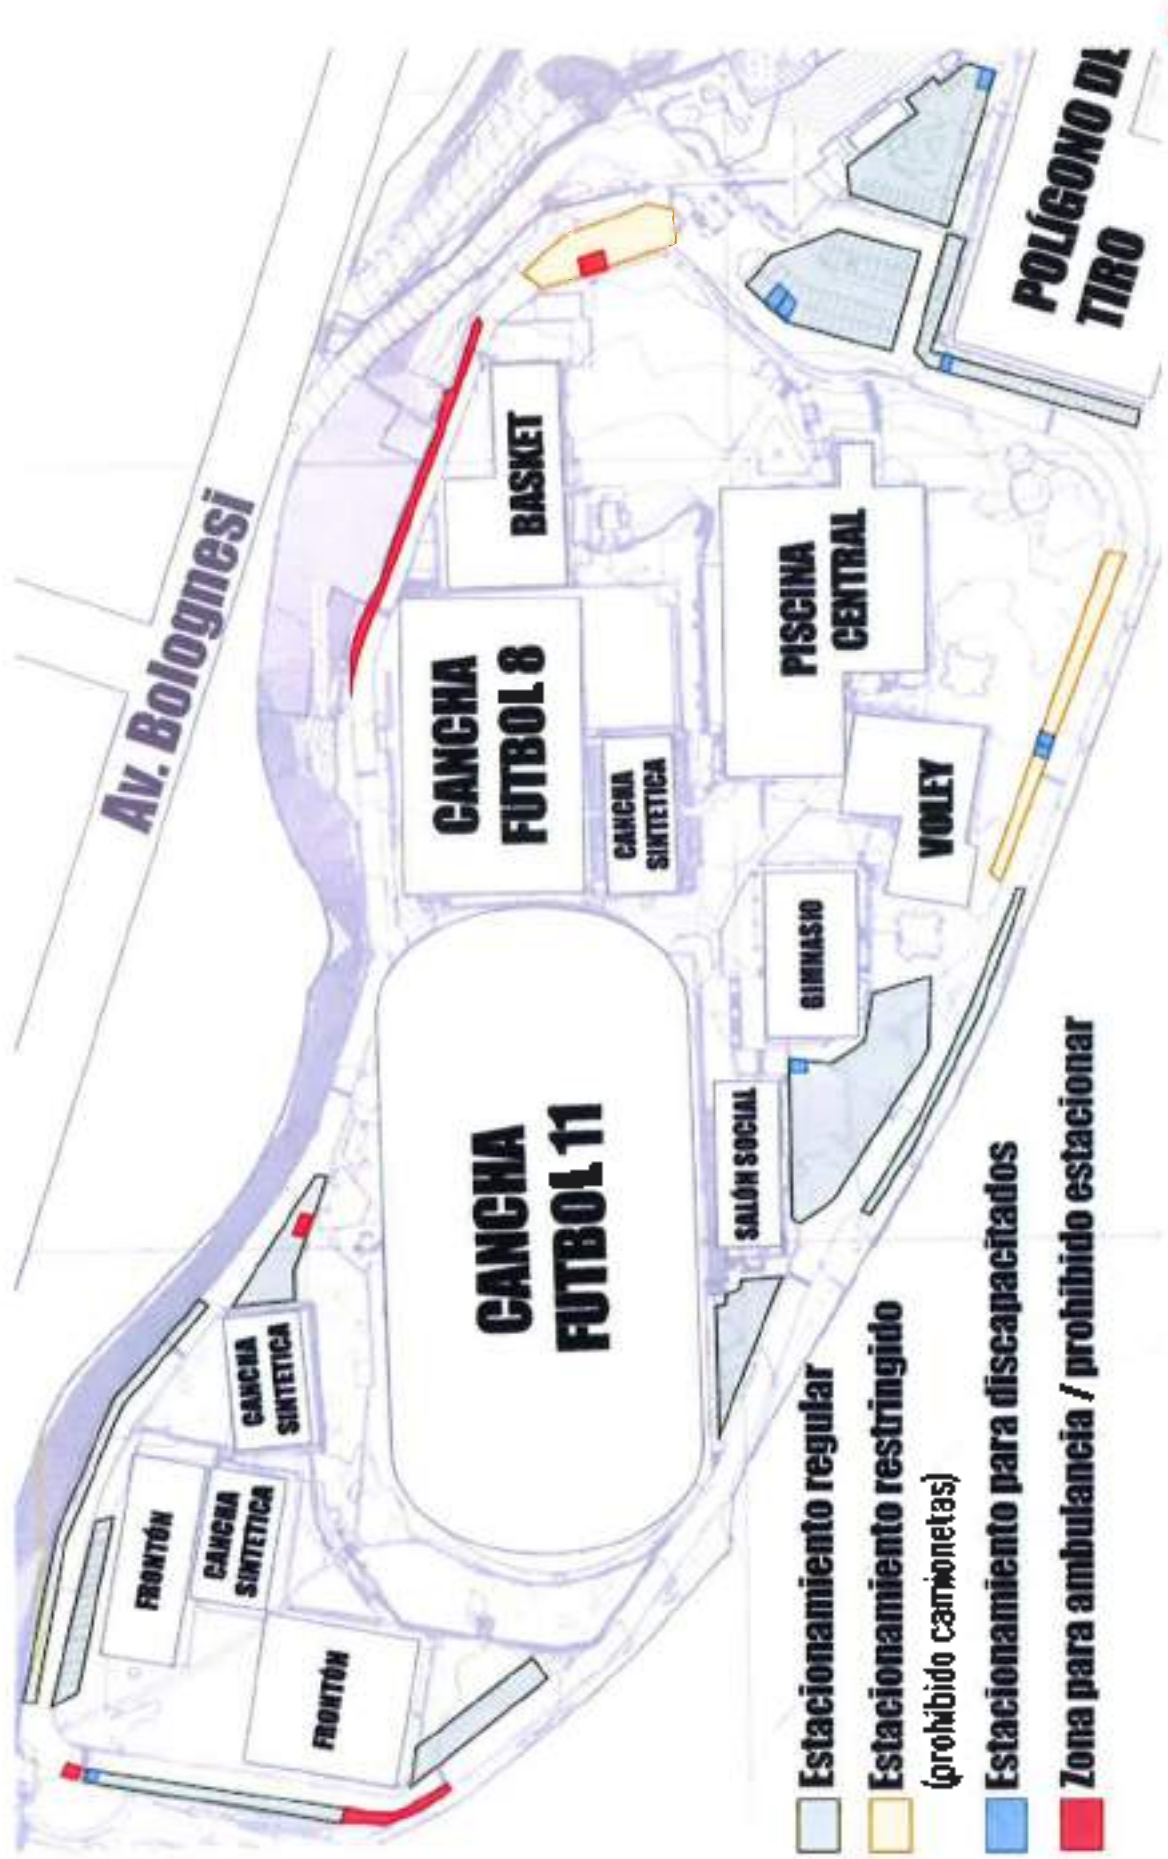 Av. Bolognesi
POLÍGONO DE
TIRO
BASKET
CANCHA
FUTBOL 8
PISCINA
CENTRAL
CANCHA
SINTETICA
VOLEY
GIMNASIO
CANCHA
FUTBOL 11
SALÓN SOCIAL
CANCHA
SINTETICA
FRONTÓN
CANCHA
SINTETICA
FRONTÓN
Estacionamiento regular
Estacionamiento restringido
(prohibido camionetas)
Estacionamiento para discapacitados
Zona para ambulancia / prohibido estacionar